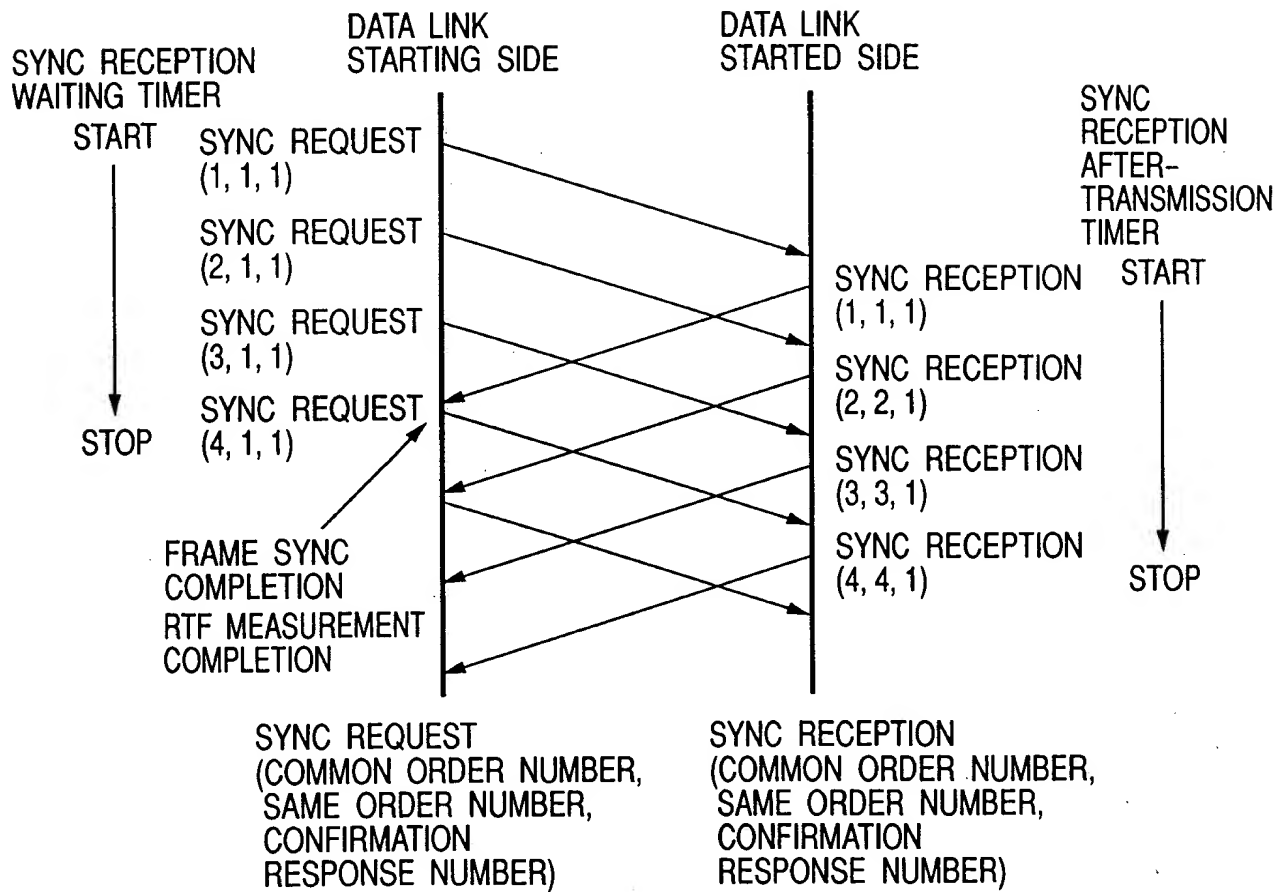 DATA LINK
STARTING SIDE
DATA LINK
STARTED SIDE
SYNC RECEPTION
WAITING TIMER
START
STOP
SYNC REQUEST
(1, 1, 1)
SYNC REQUEST
(2, 1, 1)
SYNC REQUEST
(3, 1, 1)
SYNC REQUEST
(4, 1, 1)
FRAME SYNC
COMPLETION
RTF MEASUREMENT
COMPLETION
SYNC RECEPTION
(1, 1, 1)
SYNC RECEPTION
(2, 2, 1)
SYNC RECEPTION
(3, 3, 1)
SYNC RECEPTION
(4, 4, 1)
SYNC
RECEPTION
AFTER-
TRANSMISSION
TIMER
START
STOP
SYNC REQUEST
(COMMON ORDER NUMBER,
SAME ORDER NUMBER,
CONFIRMATION
RESPONSE NUMBER)
SYNC RECEPTION
(COMMON ORDER NUMBER,
SAME ORDER NUMBER,
CONFIRMATION
RESPONSE NUMBER)